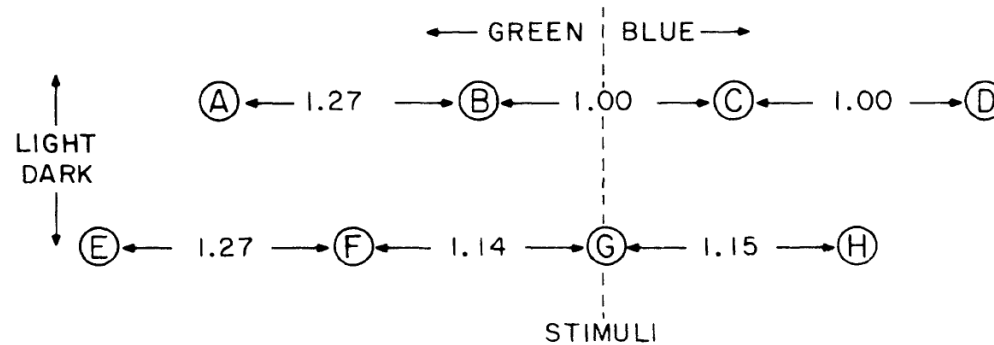 GREEN BLUE
A 1.27 B 1.00 C 1.00 D
LIGHT
DARK
E 1.27 F 1.14 G 1.15 H
STIMULI